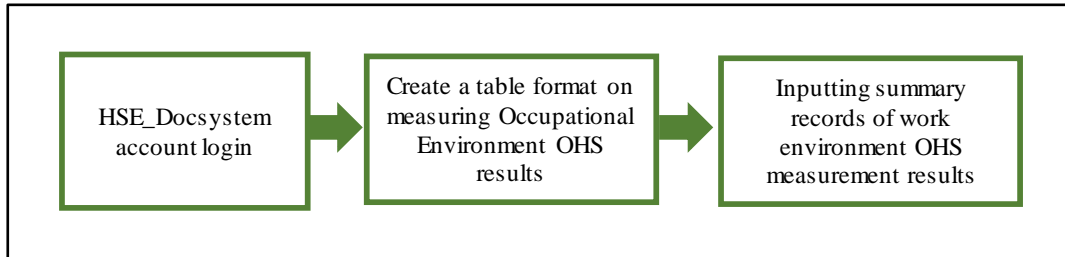 HSE_Docsystem
account login
Create a table format on
measuring Occupational
Environment OHS
results
Inputting summary
records of work
environment OHS
measurement results